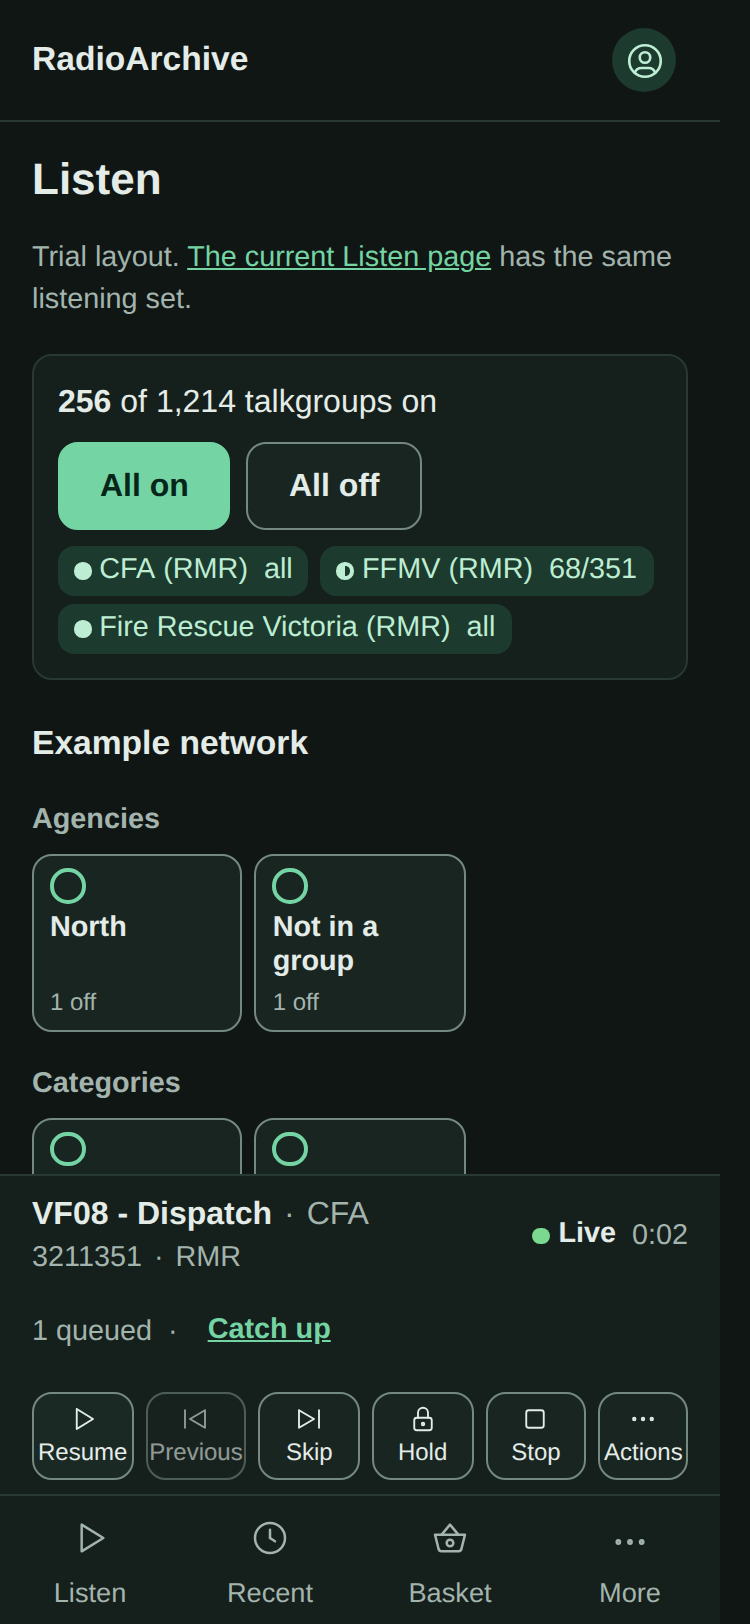 RadioArchive
Listen
Trial layout. The current Listen page has the same
listening set.
256 of 1,214 talkgroups on
All on All off
CFA (RMR) all FFMV (RMR) 68/351
Fire Rescue Victoria (RMR) all
Example network
Agencies
North Not in a
group
1 off 1 off
Categories
VF08 - Dispatch · CFA
3211351 · RMR
Live 0:02
1 queued · Catch up
Resume Previous Skip Hold Stop Actions
Listen Recent Basket More